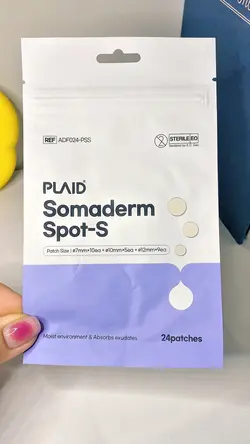 REF ADF024-PSS
STERILE EO
PLAID®
Somaderm
Spot-S
Patch Size | ø7mm×10ea + ø10mm×5ea + ø12mm×9ea
Moist environment & Absorbs exudates
24patches